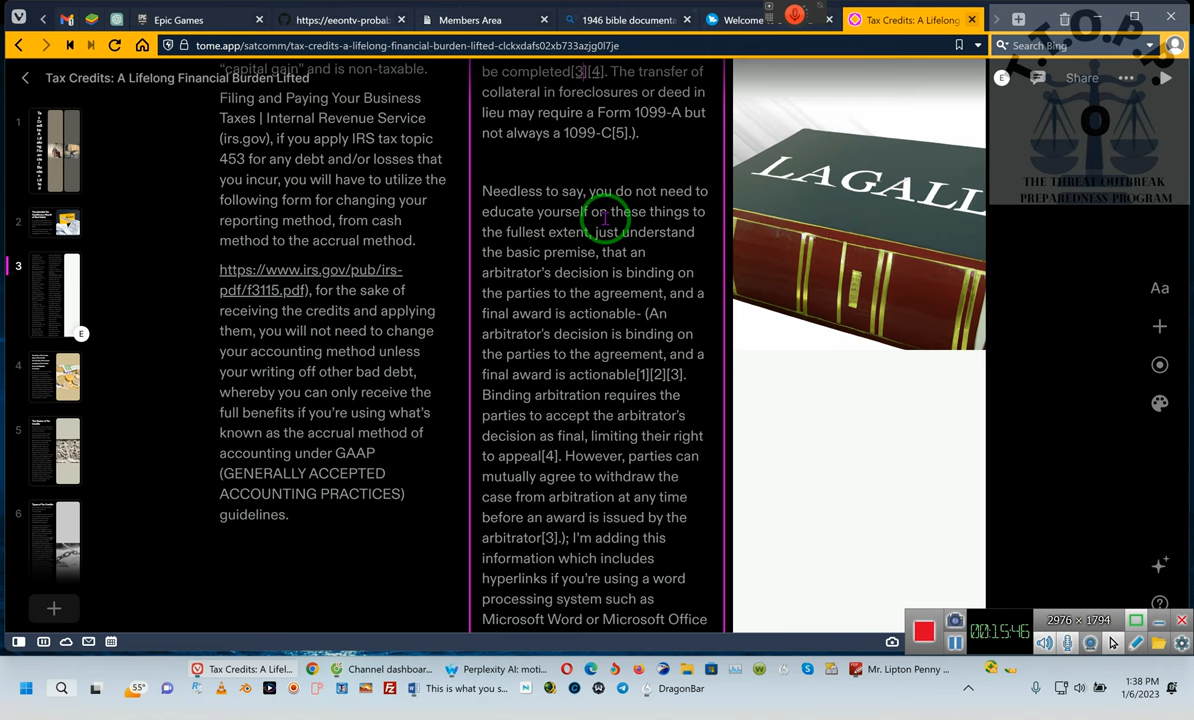 Epic Games
https://eeontv-probab
Members Area
1946 bible documenta
Welcome
Tax Credits: A Lifelong
tome.app/satcomm/tax-credits-a-lifelong-financial-burden-lifted-clckxdafs02xb733azjg0l7je
Search Bing
Tax Credits: A Lifelong Financial Burden Lifted
E
Share
T.I.O.P.P
O
THE THREAT OUTBREAK
PREPAREDNESS PROGRAM
1
2
3
E
4
5
6
"capital gain" and is non-taxable.
Filing and Paying Your Business
Taxes | Internal Revenue Service
(irs.gov), if you apply IRS tax topic
453 for any debt and/or losses that
you incur, you will have to utilize the
following form for changing your
reporting method, from cash
method to the accrual method.
https://www.irs.gov/pub/irs-
pdf/f3115.pdf), for the sake of
receiving the credits and applying
them, you will not need to change
your accounting method unless
your writing off other bad debt,
whereby you can only receive the
full benefits if you're using what's
known as the accrual method of
accounting under GAAP
(GENERALLY ACCEPTED
ACCOUNTING PRACTICES)
guidelines.
be completed[3][4]. The transfer of
collateral in foreclosures or deed in
lieu may require a Form 1099-A but
not always a 1099-C[5].).
Needless to say, you do not need to
educate yourself on these things to
the fullest extent, just understand
the basic premise, that an
arbitrator's decision is binding on
the parties to the agreement, and a
final award is actionable- (An
arbitrator's decision is binding on
the parties to the agreement, and a
final award is actionable[1][2][3].
Binding arbitration requires the
parties to accept the arbitrator's
decision as final, limiting their right
to appeal[4]. However, parties can
mutually agree to withdraw the
case from arbitration at any time
before an award is issued by the
arbitrator[3].); I'm adding this
information which includes
hyperlinks if you're using a word
processing system such as
Microsoft Word or Microsoft Office
LAGALL
Aa
2976 x 1794
00:15:46
Tax Credits: A Lifel...
Channel dashboar...
Perplexity AI: moti...
Mr. Lipton Penny ...
55°
This is what you s...
DragonBar
1:38 PM
1/6/2023